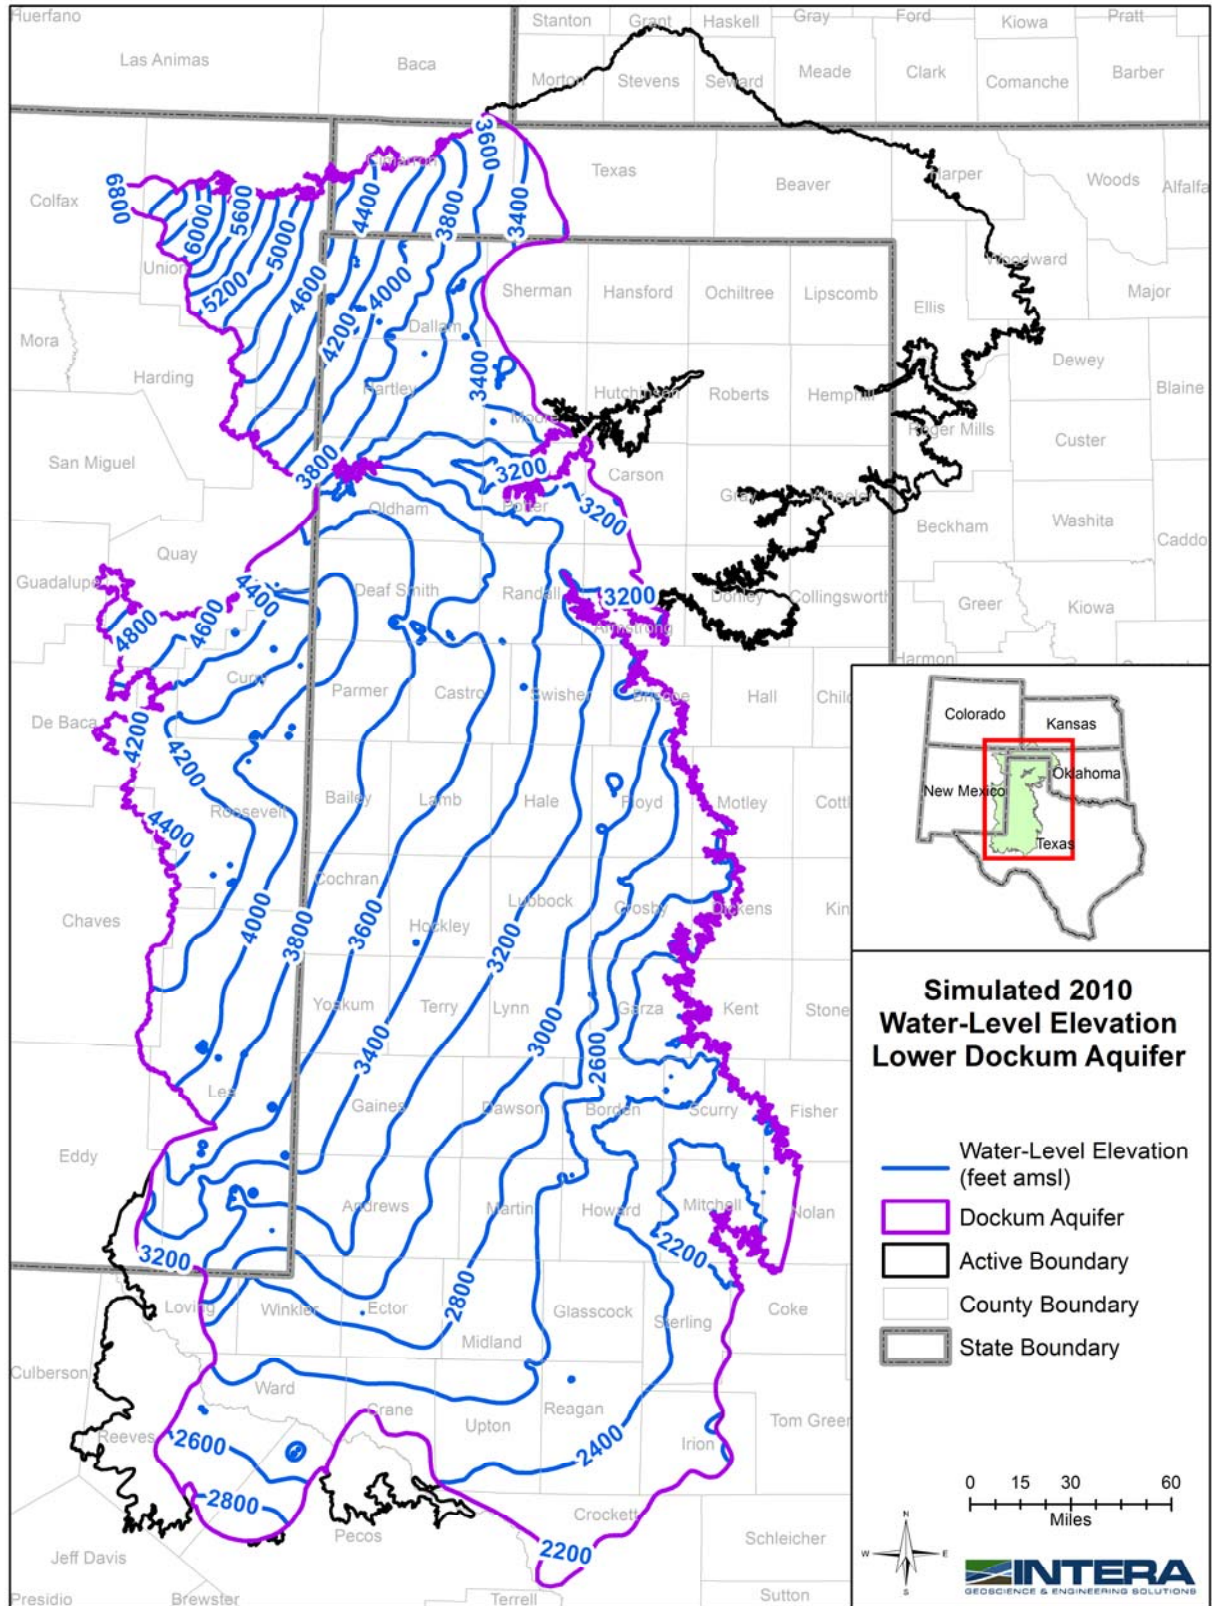 Huerfano
Las Animas
Baca
Stanton
Grant
Haskell
Gray
Ford
Kiowa
Pratt
Morton
Stevens
Seward
Meade
Clark
Comanche
Barber
Colfax
Cimarron
Texas
Beaver
Harper
Woods
Alfalfa
Union
Sherman
Hansford
Ochiltree
Lipscomb
Ellis
Woodward
Major
Mora
Harding
Dallam
Hartley
Moore
Hutchinson
Roberts
Hemphill
Dewey
Blaine
Roger Mills
Custer
San Miguel
Oldham
Potter
Carson
Gray
Wheeler
Beckham
Washita
Caddo
Quay
Guadalupe
Deaf Smith
Randall
Armstrong
Donley
Collingsworth
Greer
Kiowa
Harmon
De Baca
Curry
Parmer
Castro
Swisher
Briscoe
Hall
Roosevelt
Bailey
Lamb
Hale
Floyd
Motley
Chaves
Cochran
Hockley
Lubbock
Crosby
Dickens
Yoakum
Terry
Lynn
Garza
Kent
Lea
Gaines
Dawson
Borden
Scurry
Fisher
Eddy
Andrews
Martin
Howard
Mitchell
Nolan
Loving
Winkler
Ector
Midland
Glasscock
Sterling
Coke
Culberson
Reeves
Ward
Crane
Upton
Reagan
Irion
Tom Green
Pecos
Crockett
Schleicher
Jeff Davis
Presidio
Brewster
Terrell
Sutton
6800
6000
5600
5200
5000
4600
4400
4200
4000
3800
3600
3400
3400
3800
3200
3200
3200
4800
4600
4400
4200
4200
4400
4000
3800
3600
3400
3200
3000
2600
2800
2200
3200
2600
2800
2400
2200
Colorado
Kansas
New Mexico
Oklahoma
Texas
Simulated 2010
Water-Level Elevation
Lower Dockum Aquifer
Water-Level Elevation
(feet amsl)
Dockum Aquifer
Active Boundary
County Boundary
State Boundary
0 15 30 60
Miles
N
W E
S
INTERA
GEOSCIENCE & ENGINEERING SOLUTIONS